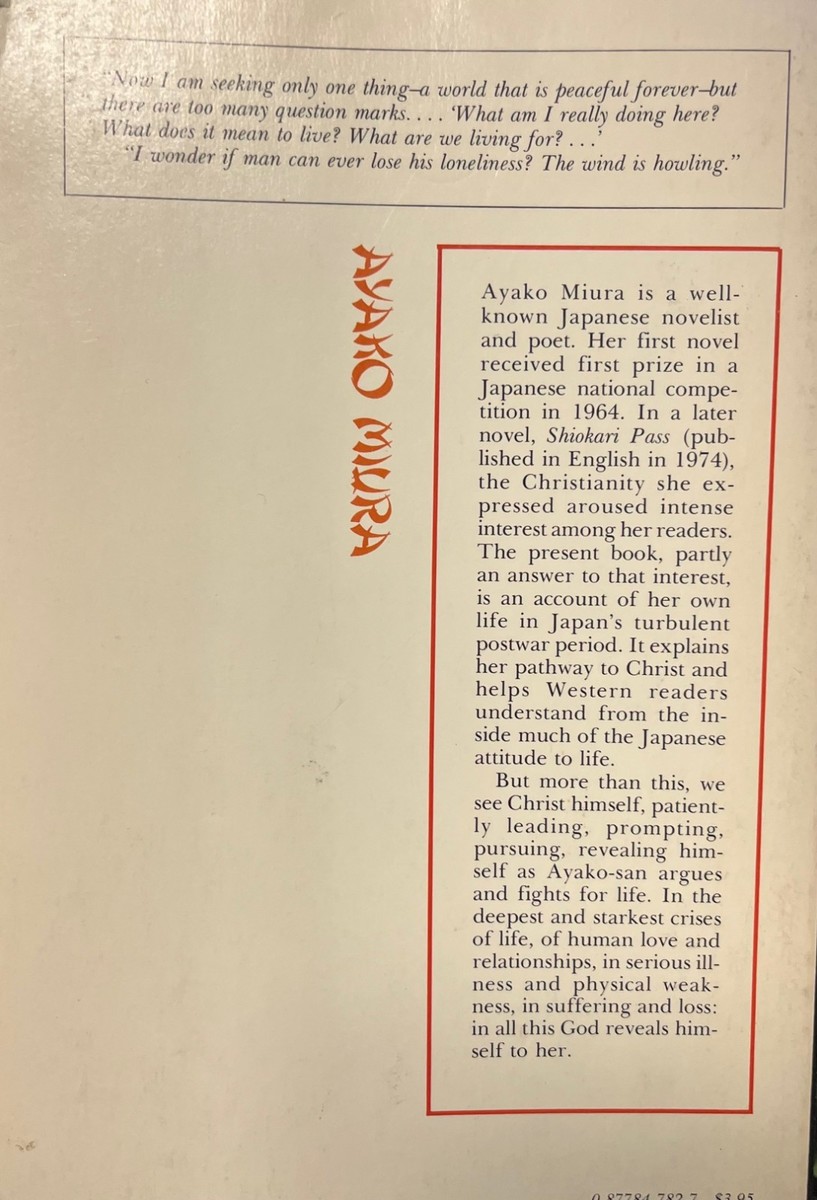 "Now I am seeking only one thing—a world that is peaceful forever—but
there are too many question marks. . . . 'What am I really doing here?
What does it mean to live? What are we living for? . . .'
"I wonder if man can ever lose his loneliness? The wind is howling."
AYAKO MIURA
Ayako Miura is a well-
known Japanese novelist
and poet. Her first novel
received first prize in a
Japanese national compe-
tition in 1964. In a later
novel, Shiokari Pass (pub-
lished in English in 1974),
the Christianity she ex-
pressed aroused intense
interest among her readers.
The present book, partly
an answer to that interest,
is an account of her own
life in Japan's turbulent
postwar period. It explains
her pathway to Christ and
helps Western readers
understand from the in-
side much of the Japanese
attitude to life.
But more than this, we
see Christ himself, patient-
ly leading, prompting,
pursuing, revealing him-
self as Ayako-san argues
and fights for life. In the
deepest and starkest crises
of life, of human love and
relationships, in serious ill-
ness and physical weak-
ness, in suffering and loss:
in all this God reveals him-
self to her.
0 87784 782 7 $3.95